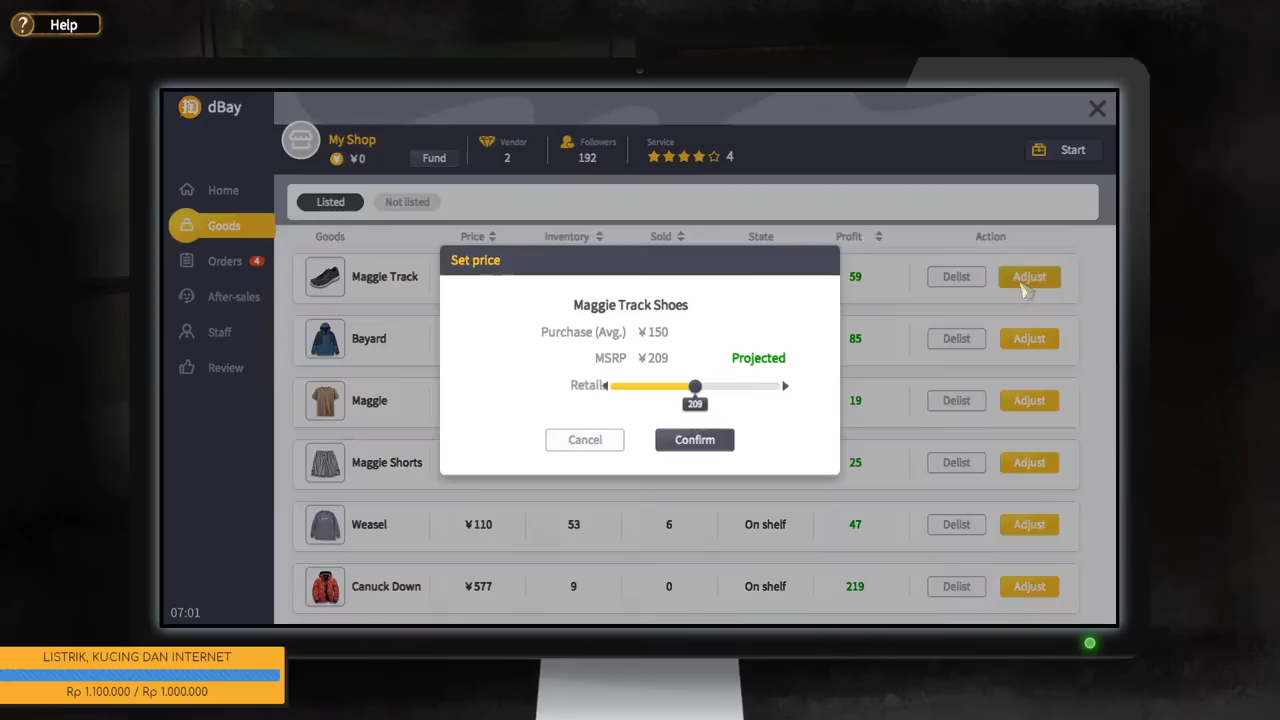 ? Help
淘 dBay
My Shop
¥0
Fund
Vendor
2
Followers
192
Service
4
Start
Home
Goods
Orders 4
After-sales
Staff
Review
07:01
Listed
Not listed
Goods Price Inventory Sold State Profit Action
Maggie Track 59 Delist Adjust
Bayard 85 Delist Adjust
Maggie 19 Delist Adjust
Maggie Shorts 25 Delist Adjust
Weasel ¥110 53 6 On shelf 47 Delist Adjust
Canuck Down ¥577 9 0 On shelf 219 Delist Adjust
Set price
Maggie Track Shoes
Purchase (Avg.) ¥150
MSRP ¥209 Projected
Retail
209
Cancel
Confirm
LISTRIK, KUCING DAN INTERNET
Rp 1.100.000 / Rp 1.000.000